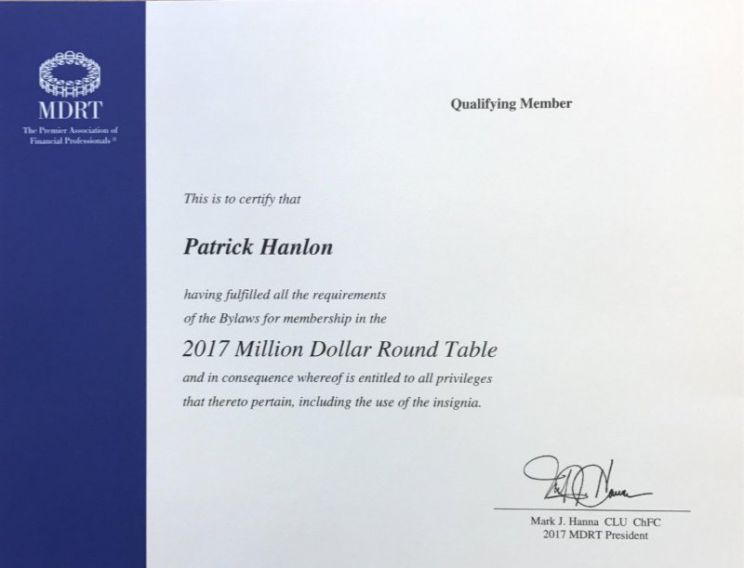 MDRT
The Premier Association of
Financial Professionals®
Qualifying Member
This is to certify that
Patrick Hanlon
having fulfilled all the requirements
of the Bylaws for membership in the
2017 Million Dollar Round Table
and in consequence whereof is entitled to all privileges
that thereto pertain, including the use of the insignia.
Mark J. Hanna CLU ChFC
2017 MDRT President